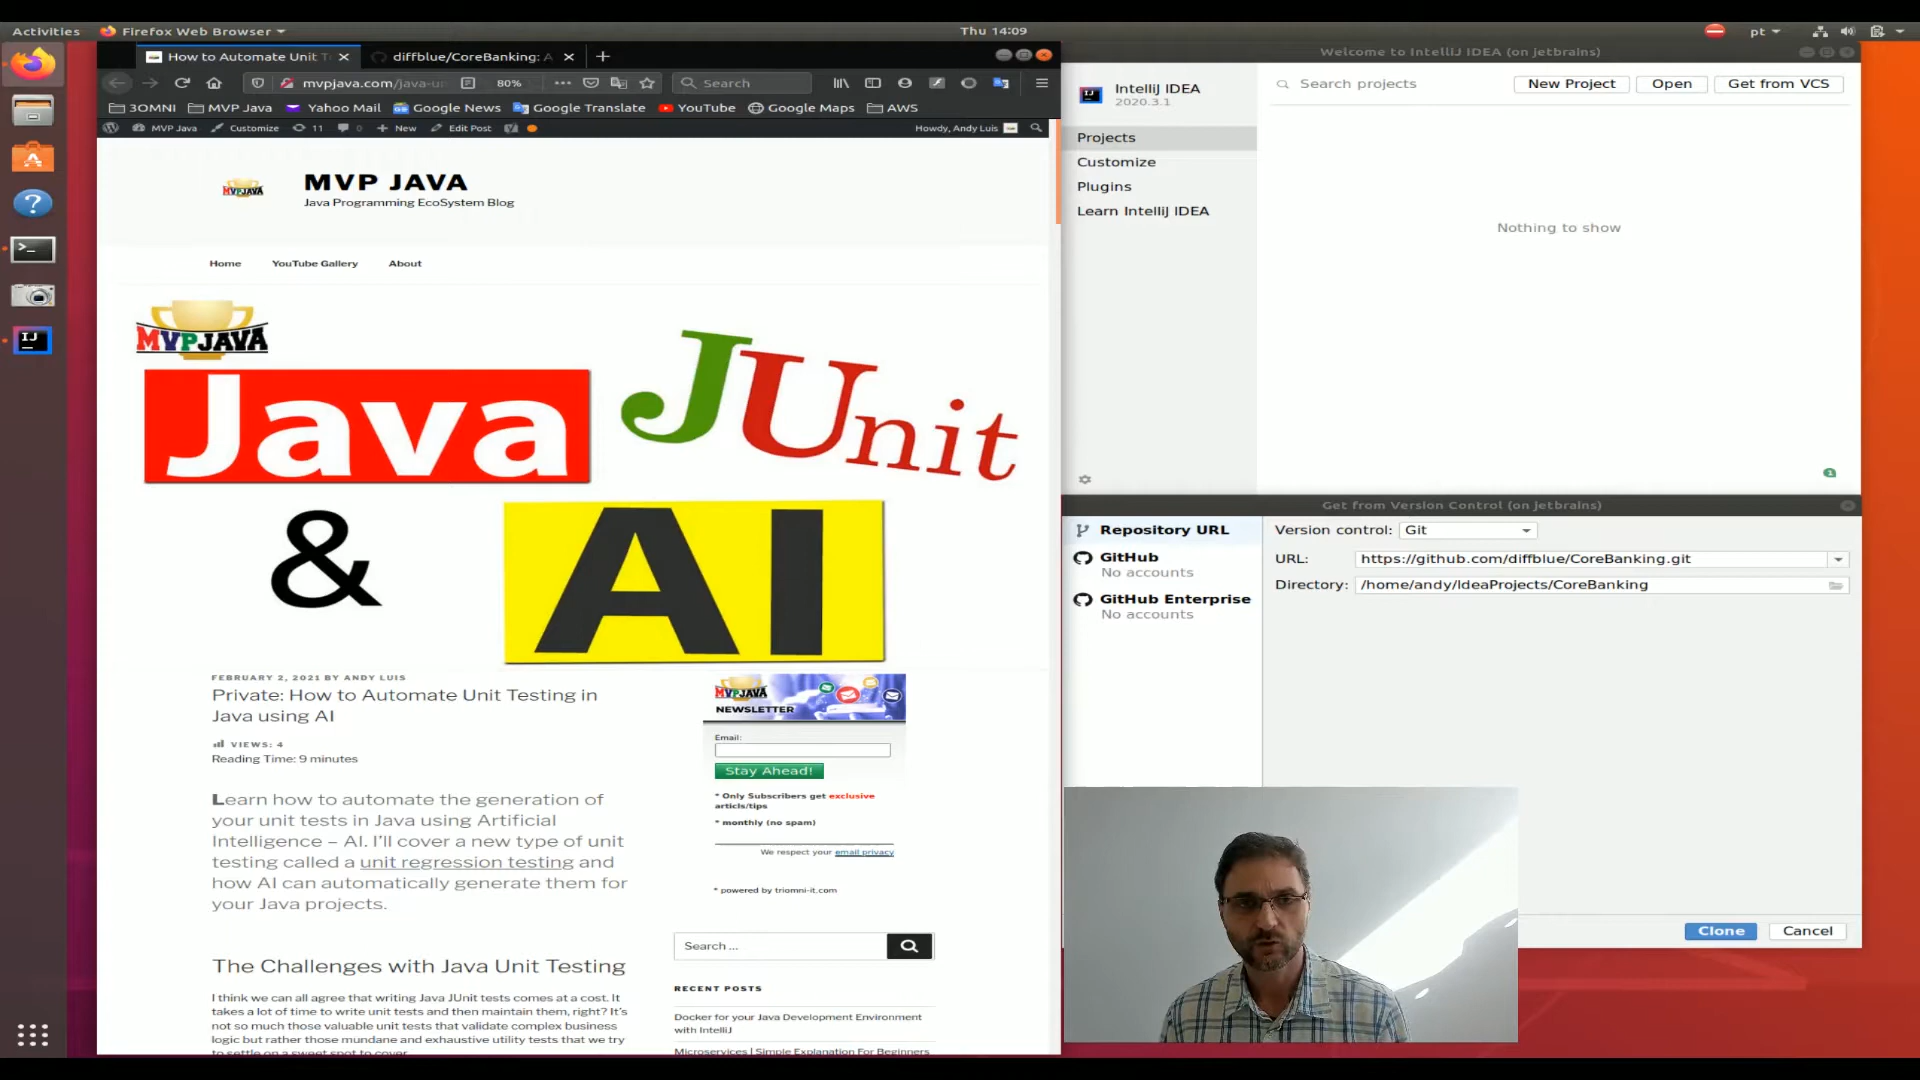 Activities
Firefox Web Browser
Thu 14:09
pt
How to Automate Unit T
diffblue/CoreBanking: A
mvpjava.com/java-u
80%
Search
3OMNI
MVP Java
Yahoo Mail
Google News
Google Translate
YouTube
Google Maps
AWS
MVP Java
Customize
11
0
New
Edit Post
Howdy, Andy Luis
MVPJAVA
MVP JAVA
Java Programming EcoSystem Blog
Home
YouTube Gallery
About
MVPJAVA
Java
JUnit
&
AI
FEBRUARY 2, 2021 BY ANDY LUIS
Private: How to Automate Unit Testing in
Java using AI
VIEWS: 4
Reading Time: 9 minutes
Learn how to automate the generation of
your unit tests in Java using Artificial
Intelligence – AI. I'll cover a new type of unit
testing called a unit regression testing and
how AI can automatically generate them for
your Java projects.
The Challenges with Java Unit Testing
I think we can all agree that writing Java JUnit tests comes at a cost. It
takes a lot of time to write unit tests and then maintain them, right? It's
not so much those valuable unit tests that validate complex business
logic but rather those mundane and exhaustive utility tests that we try
to settle on a sweet spot to cover
MVPJAVA
NEWSLETTER
Email:
Stay Ahead!
* Only Subscribers get exclusive
articls/tips
* monthly (no spam)
We respect your email privacy
* powered by triomni-it.com
Search ...
RECENT POSTS
Docker for your Java Development Environment
with IntelliJ
Microservices | Simple Explanation For Beginners
Welcome to IntelliJ IDEA (on jetbrains)
IJ
IntelliJ IDEA
2020.3.1
Search projects
New Project
Open
Get from VCS
Projects
Customize
Plugins
Learn IntelliJ IDEA
Nothing to show
Get from Version Control (on jetbrains)
Repository URL
GitHub
No accounts
GitHub Enterprise
No accounts
Version control: Git
URL: https://github.com/diffblue/CoreBanking.git
Directory: /home/andy/IdeaProjects/CoreBanking
Clone
Cancel